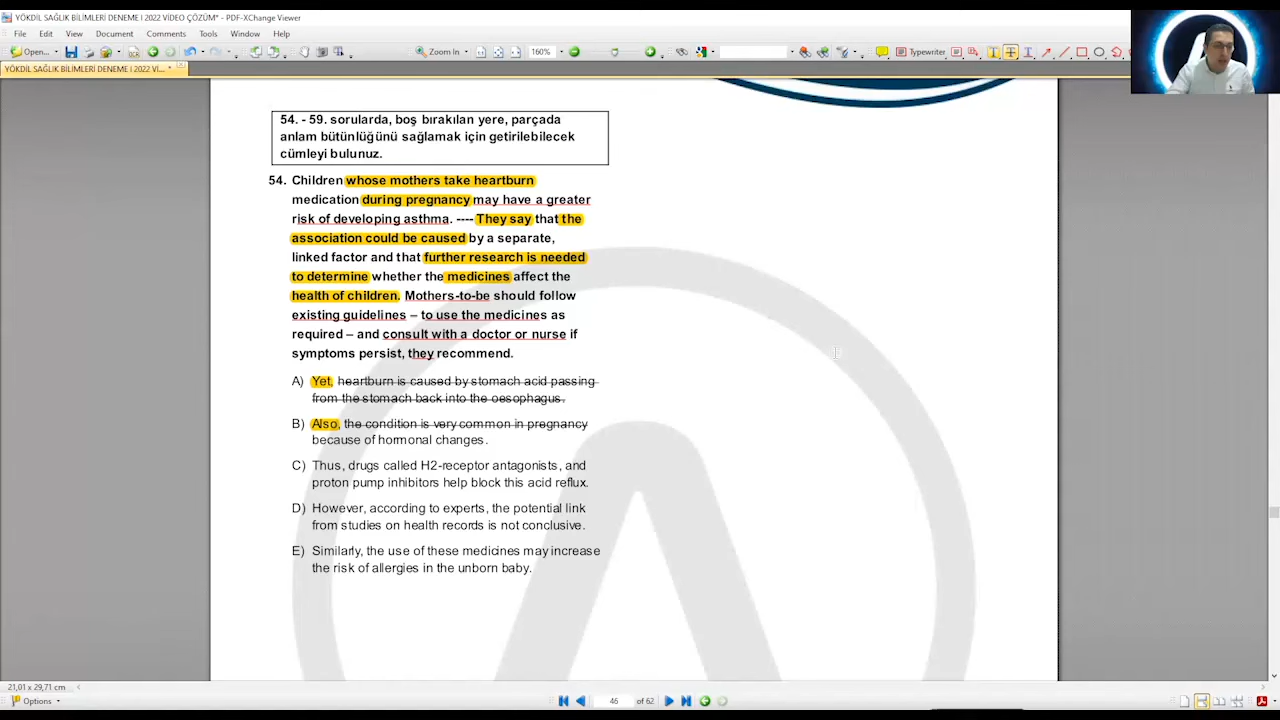 YÖKDİL SAĞLIK BİLİMLERİ DENEME I 2022 VİDEO ÇÖZÜM* - PDF-XChange Viewer
File Edit View Document Comments Tools Window Help
Open... Zoom In 160% Typewriter
YÖKDİL SAĞLIK BİLİMLERİ DENEME I 2022 Vİ... *
54. - 59. sorularda, boş bırakılan yere, parçada
anlam bütünlüğünü sağlamak için getirilebilecek
cümleyi bulunuz.
54. Children whose mothers take heartburn
medication during pregnancy may have a greater
risk of developing asthma. ---- They say that the
association could be caused by a separate,
linked factor and that further research is needed
to determine whether the medicines affect the
health of children. Mothers-to-be should follow
existing guidelines – to use the medicines as
required – and consult with a doctor or nurse if
symptoms persist, they recommend.
A) Yet, heartburn is caused by stomach acid passing
from the stomach back into the oesophagus.
B) Also, the condition is very common in pregnancy
because of hormonal changes.
C) Thus, drugs called H2-receptor antagonists, and
proton pump inhibitors help block this acid reflux.
D) However, according to experts, the potential link
from studies on health records is not conclusive.
E) Similarly, the use of these medicines may increase
the risk of allergies in the unborn baby.
21,01 x 29,71 cm
Options 46 of 62